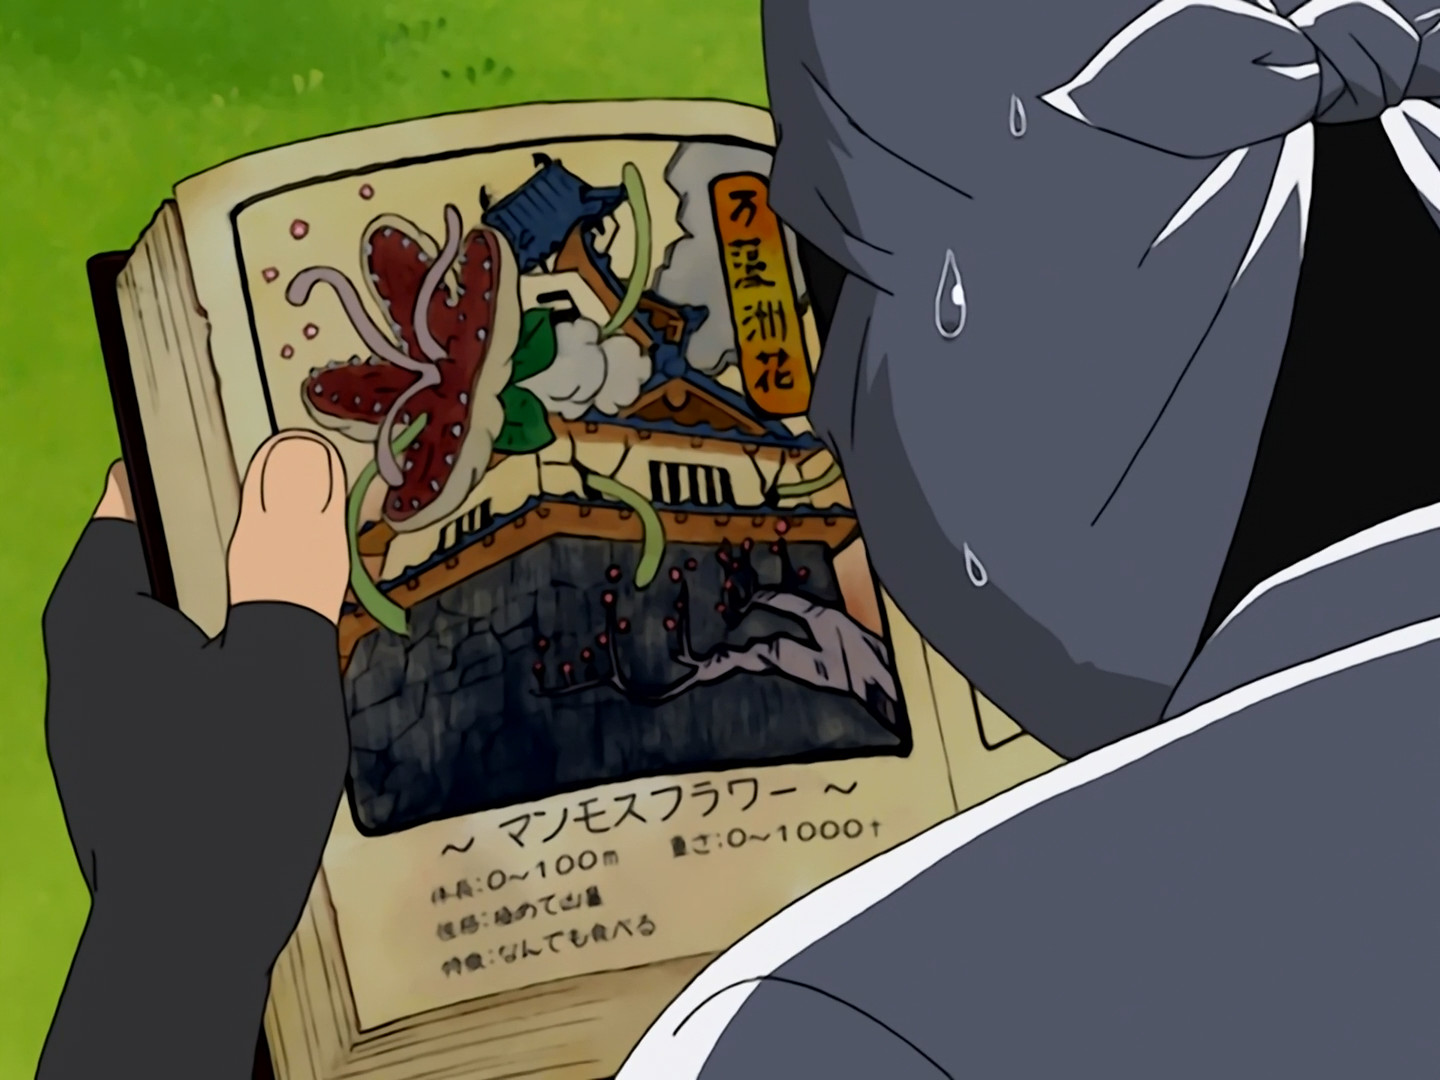 万蔓洲花
～ マンモスフラワー ～
体長:0～100m 重さ:0～1000t
性格:極めて凶暴
特徴:なんでも食べる